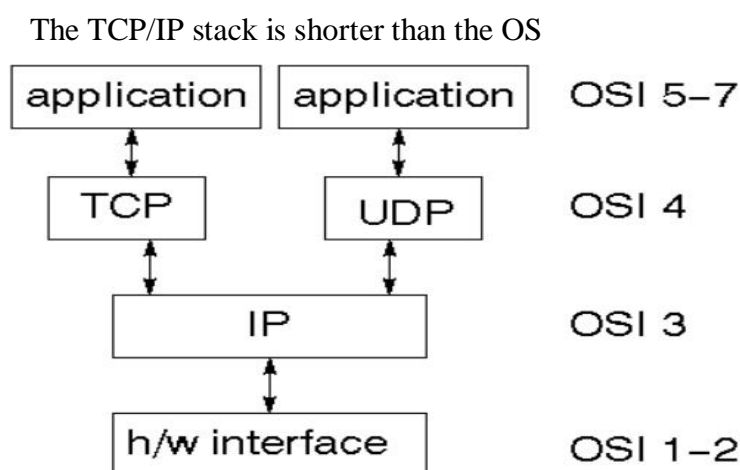 The TCP/IP stack is shorter than the OS
application application OSI 5-7
TCP UDP OSI 4
IP OSI 3
h/w interface OSI 1-2